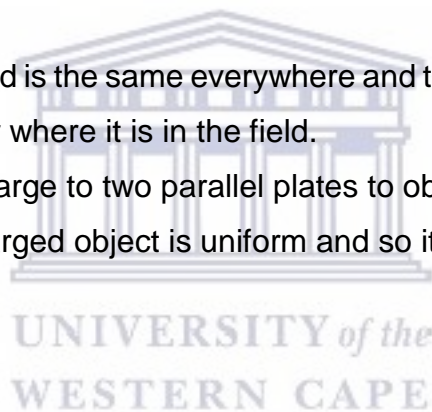 d is the same everywhere and t
where it is in the field.
arge to two parallel plates to ob
rged object is uniform and so it
UNIVERSITY of the
WESTERN CAPE